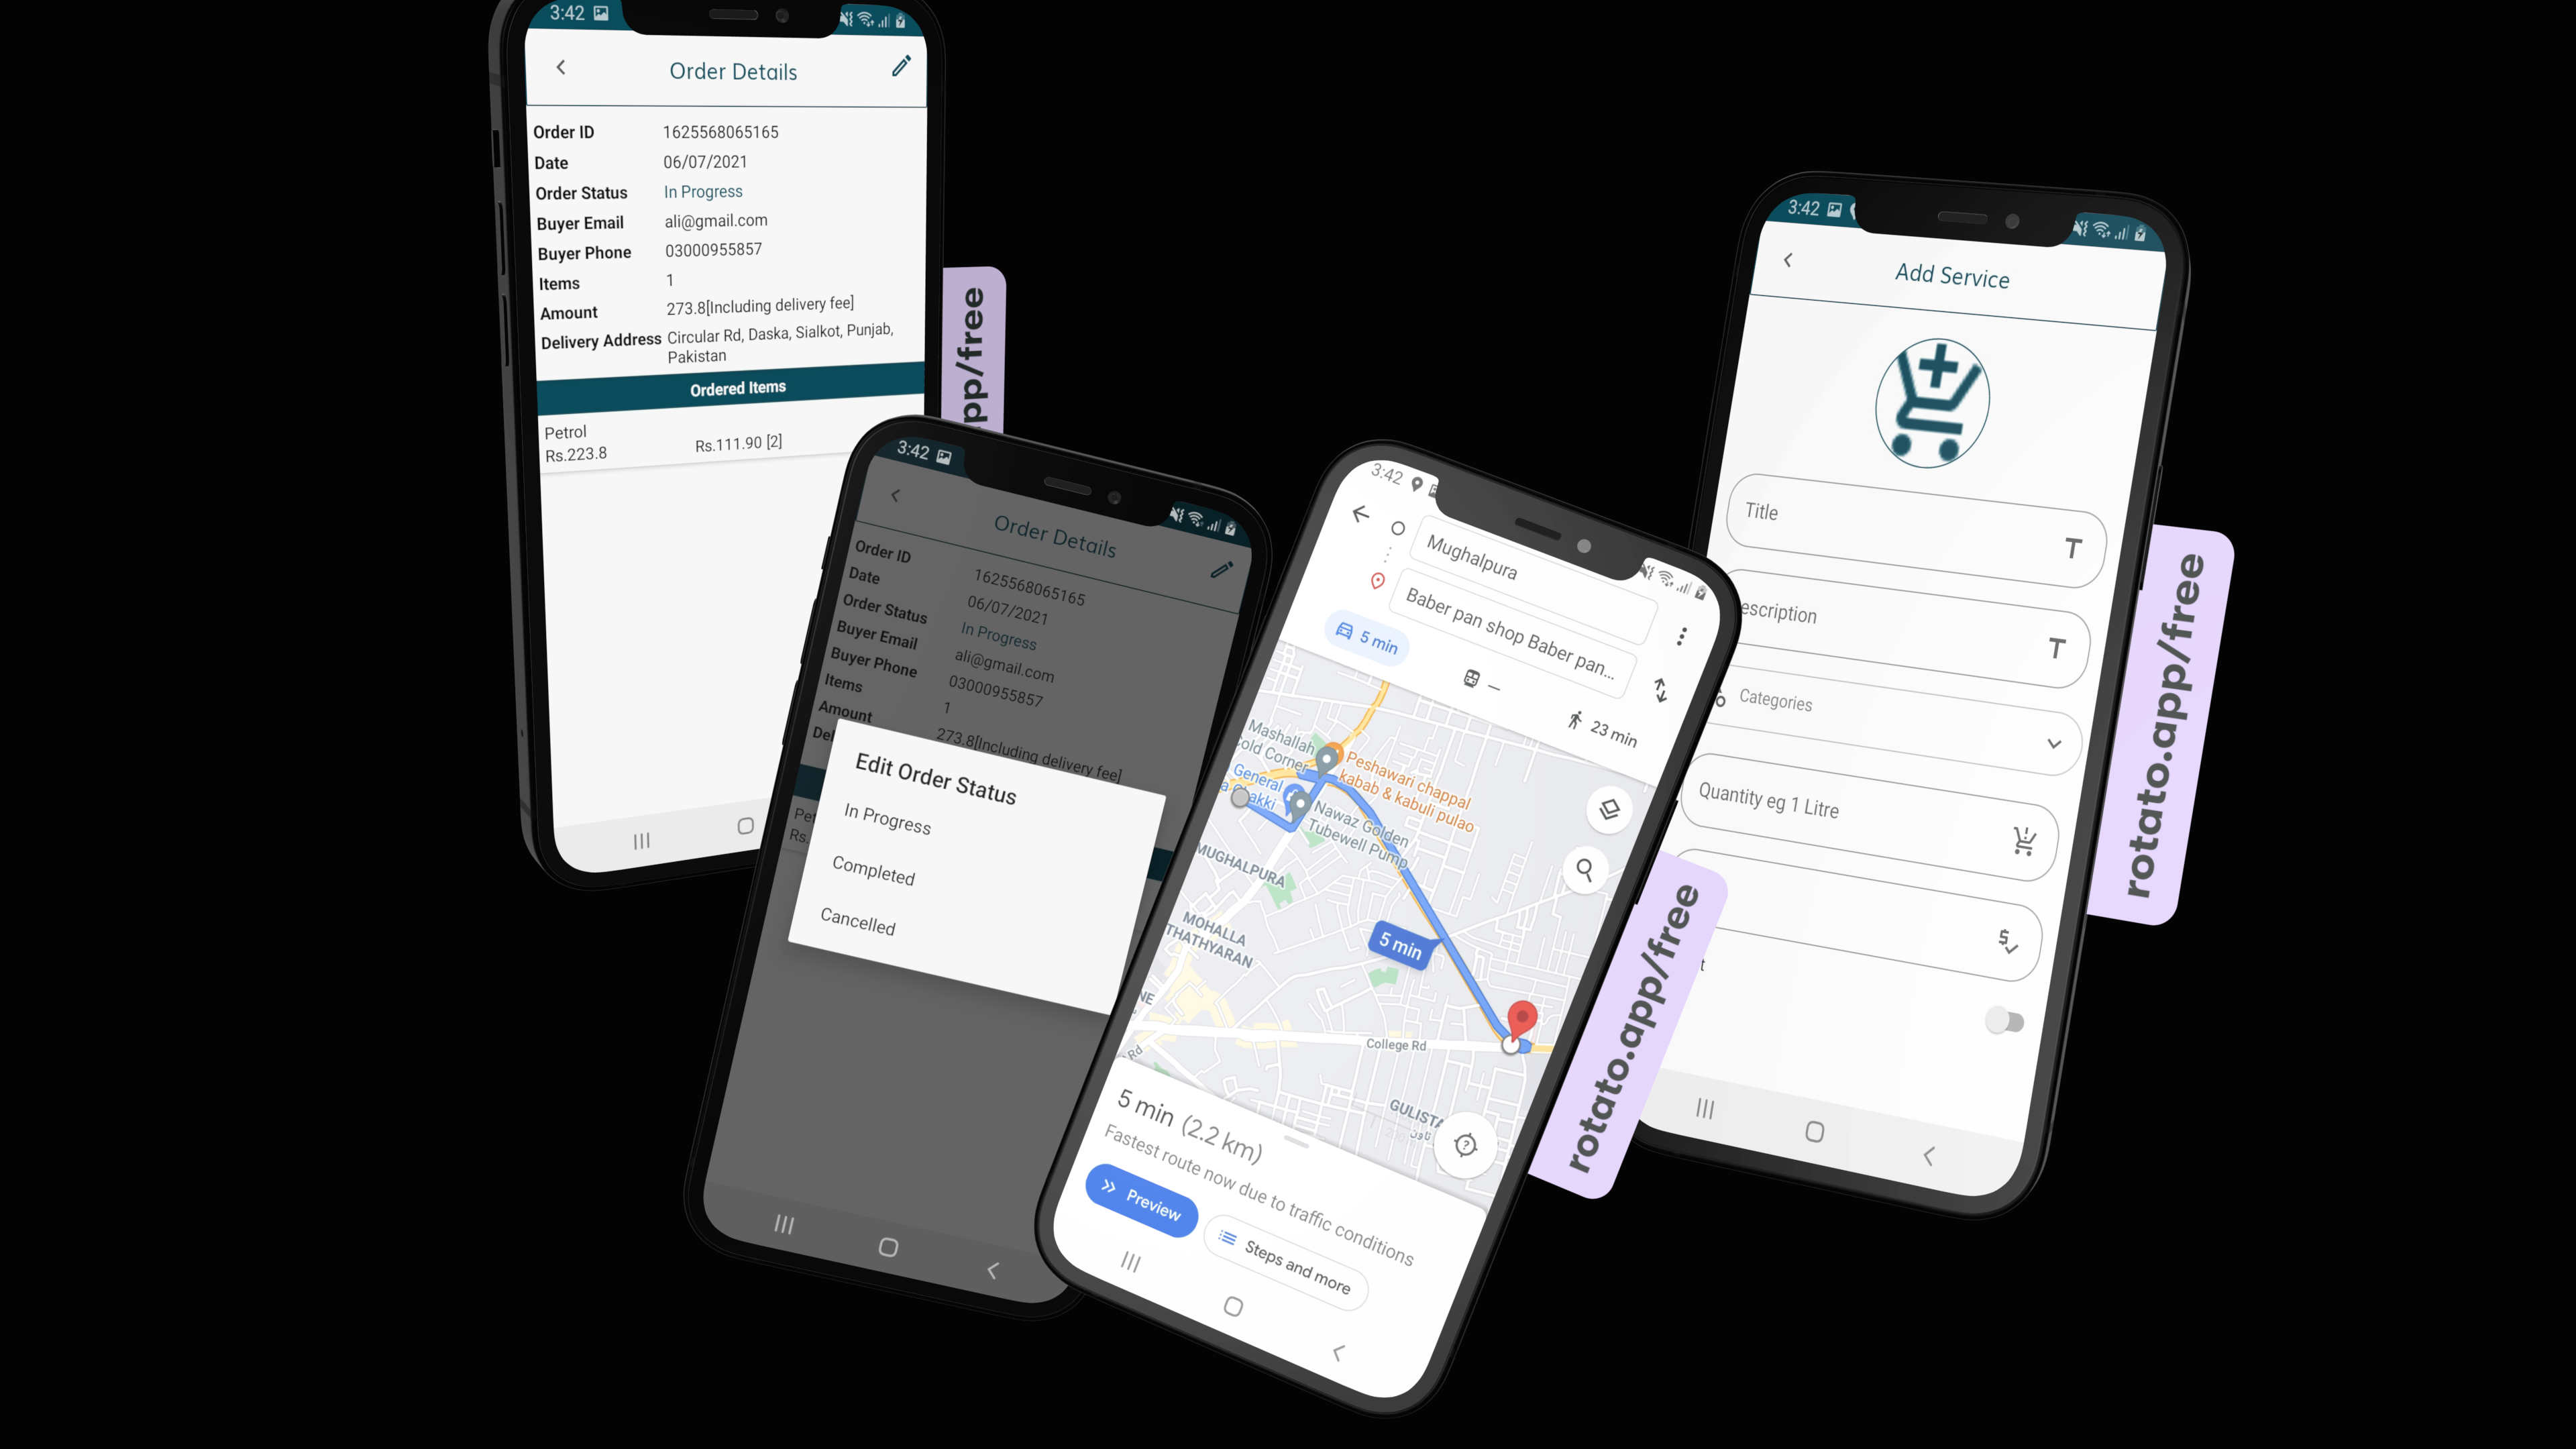 3:42
Order Details
Order ID 1625568065165
Date 06/07/2021
Order Status In Progress
Buyer Email ali@gmail.com
Buyer Phone 03000955857
Items 1
Amount 273.8[Including delivery fee]
Delivery Address Circular Rd, Daska, Sialkot, Punjab,
Pakistan
Ordered Items
Petrol
Rs.223.8 Rs.111.90 [2]
pp/free
3:42
Order Details
Order ID 1625568065165
Date 06/07/2021
Order Status In Progress
Buyer Email ali@gmail.com
Buyer Phone 03000955857
Items 1
Amount 273.8[Including delivery fee]
Del
Pet
Rs.
Edit Order Status
In Progress
Completed
Cancelled
3:42
Mughalpura
Baber pan shop Baber pan...
5 min
–
23 min
Mashallah
Cold Corner
Peshawari chappal
kabab & kabuli pulao
General
a Chakki
Nawaz Golden
Tubewell Pump
MUGHALPURA
MOHALLA
THATHYARAN
5 min
NE
College Rd
Rd
GULISTA
5 min (2.2 km)
Fastest route now due to traffic conditions
Preview
Steps and more
rotato.app/free
3:42
Add Service
Title
escription
Categories
Quantity eg 1 Litre
t
rotato.app/free